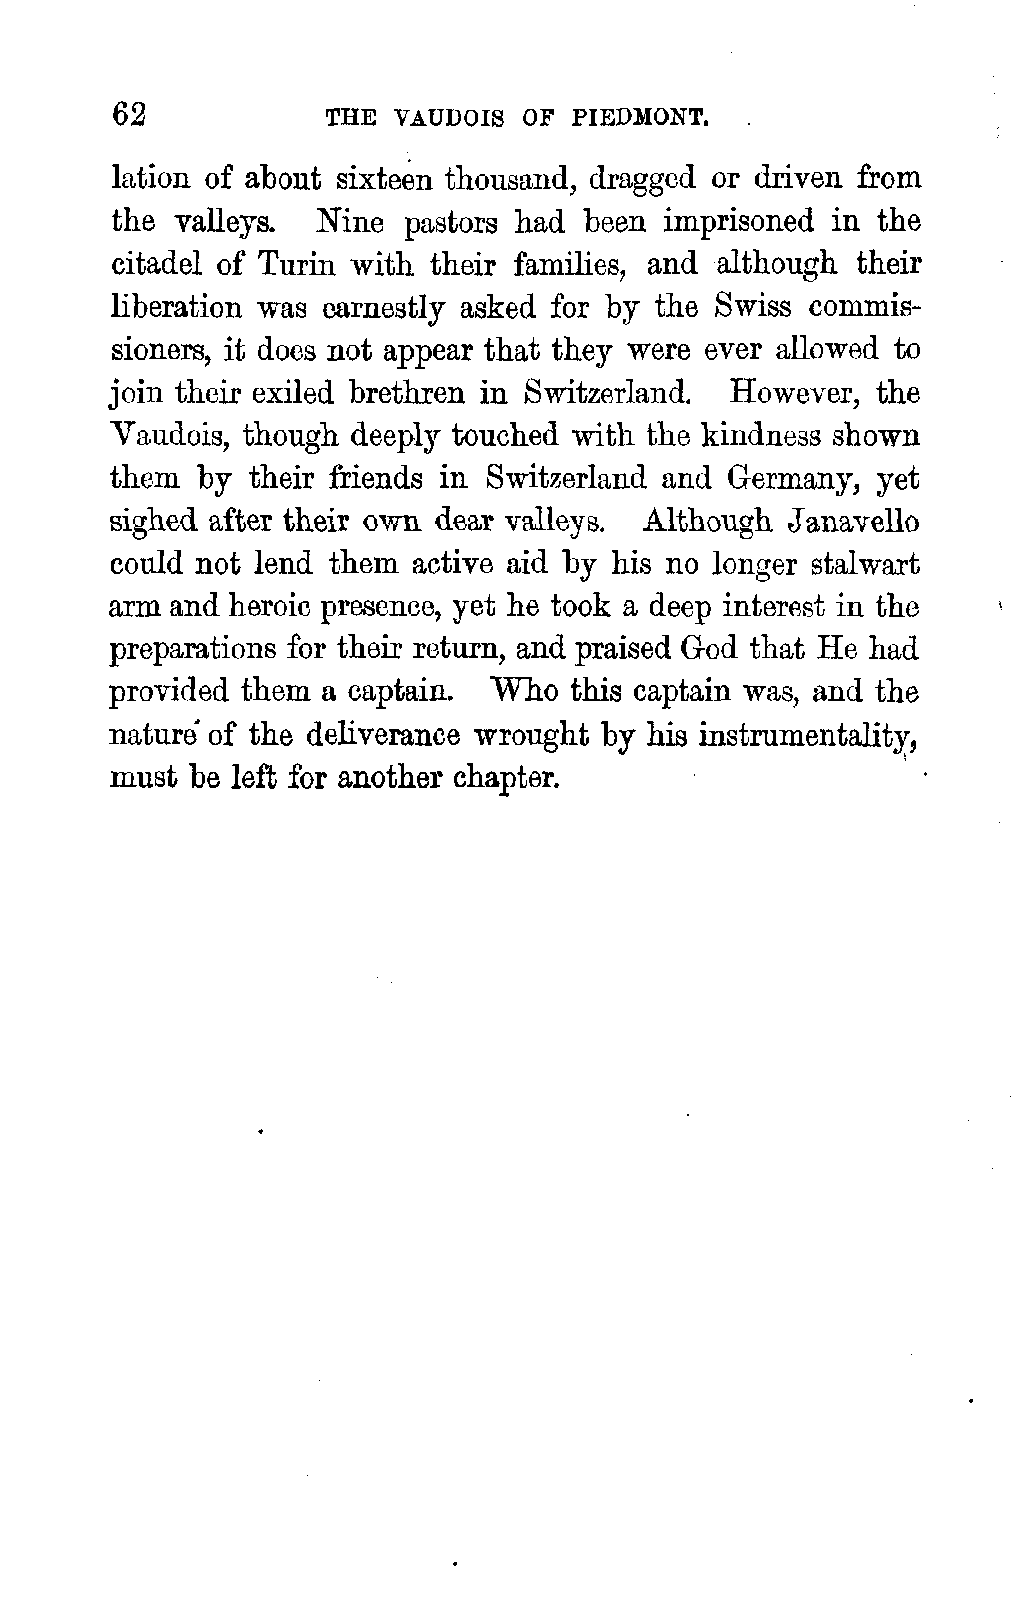 62 THE VAUDOIS OF PIEDMONT.
lation of about sixteen thousand, dragged or driven from
the valleys. Nine pastors had been imprisoned in the
citadel of Turin with their families, and although their
liberation was earnestly asked for by the Swiss commis-
sioners, it does not appear that they were ever allowed to
join their exiled brethren in Switzerland. However, the
Vaudois, though deeply touched with the kindness shown
them by their friends in Switzerland and Germany, yet
sighed after their own dear valleys. Although Janavello
could not lend them active aid by his no longer stalwart
arm and heroic presence, yet he took a deep interest in the
preparations for their return, and praised God that He had
provided them a captain. Who this captain was, and the
nature of the deliverance wrought by his instrumentality,
must be left for another chapter.